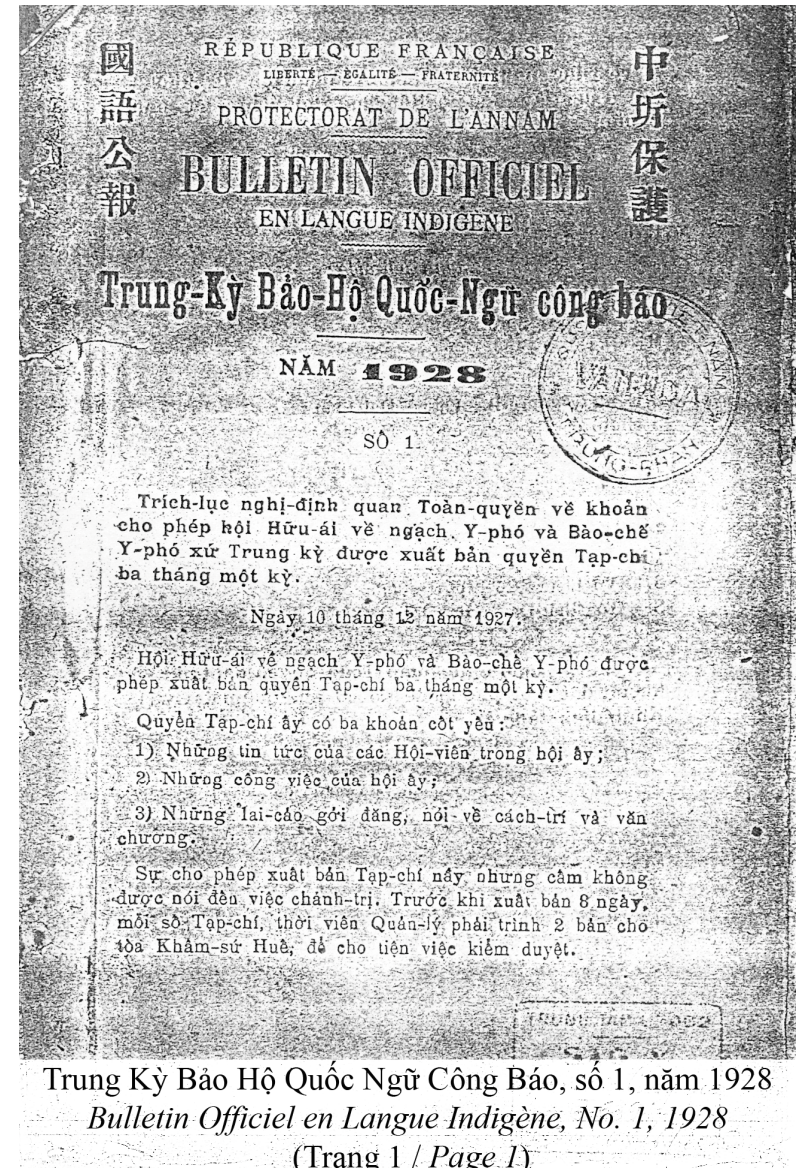 國語公報
中圻保護
RÉPUBLIQUE FRANÇAISE
LIBERTÉ — EGALITÉ — FRATERNITÉ
PROTECTORAT DE L'ANNAM
BULLETIN OFFICIEL
EN LANGUE INDIGÈNE
Trung-Kỳ Bảo-Hộ Quốc-Ngữ công báo
NĂM 1928
SỐ 1
Trích-lục nghị-định quan Toàn-quyền về khoản
cho phép hội Hữu-ái về ngạch Y-phó và Bào-chế
Y-phó xứ Trung kỳ được xuất bản quyền Tạp-chí
ba tháng một kỳ.
Ngày 10 tháng 12 năm 1927.
Hội Hữu-ái về ngạch Y-phó và Bào-chế Y-phó được
phép xuất bản quyền Tạp-chí ba tháng một kỳ.
Quyền Tạp-chí ấy có ba khoản cốt yếu:
1) Những tin tức của các Hội-viên trong hội ấy;
2) Những công việc của hội ấy;
3) Những lai-cảo gởi đăng, nói về cách-trí và văn
chương.
Sự cho phép xuất bản Tạp-chí nầy, nhưng cấm không
được nói đến việc chánh-trị. Trước khi xuất bản 8 ngày,
mỗi số Tạp-chí, thời viên Quản-lý phải trình 2 bản cho
tòa Khâm-sứ Huế, để cho tiện việc kiểm duyệt.
Trung Kỳ Bảo Hộ Quốc Ngữ Công Báo, số 1, năm 1928
Bulletin Officiel en Langue Indigène, No. 1, 1928
(Trang 1 / Page 1)